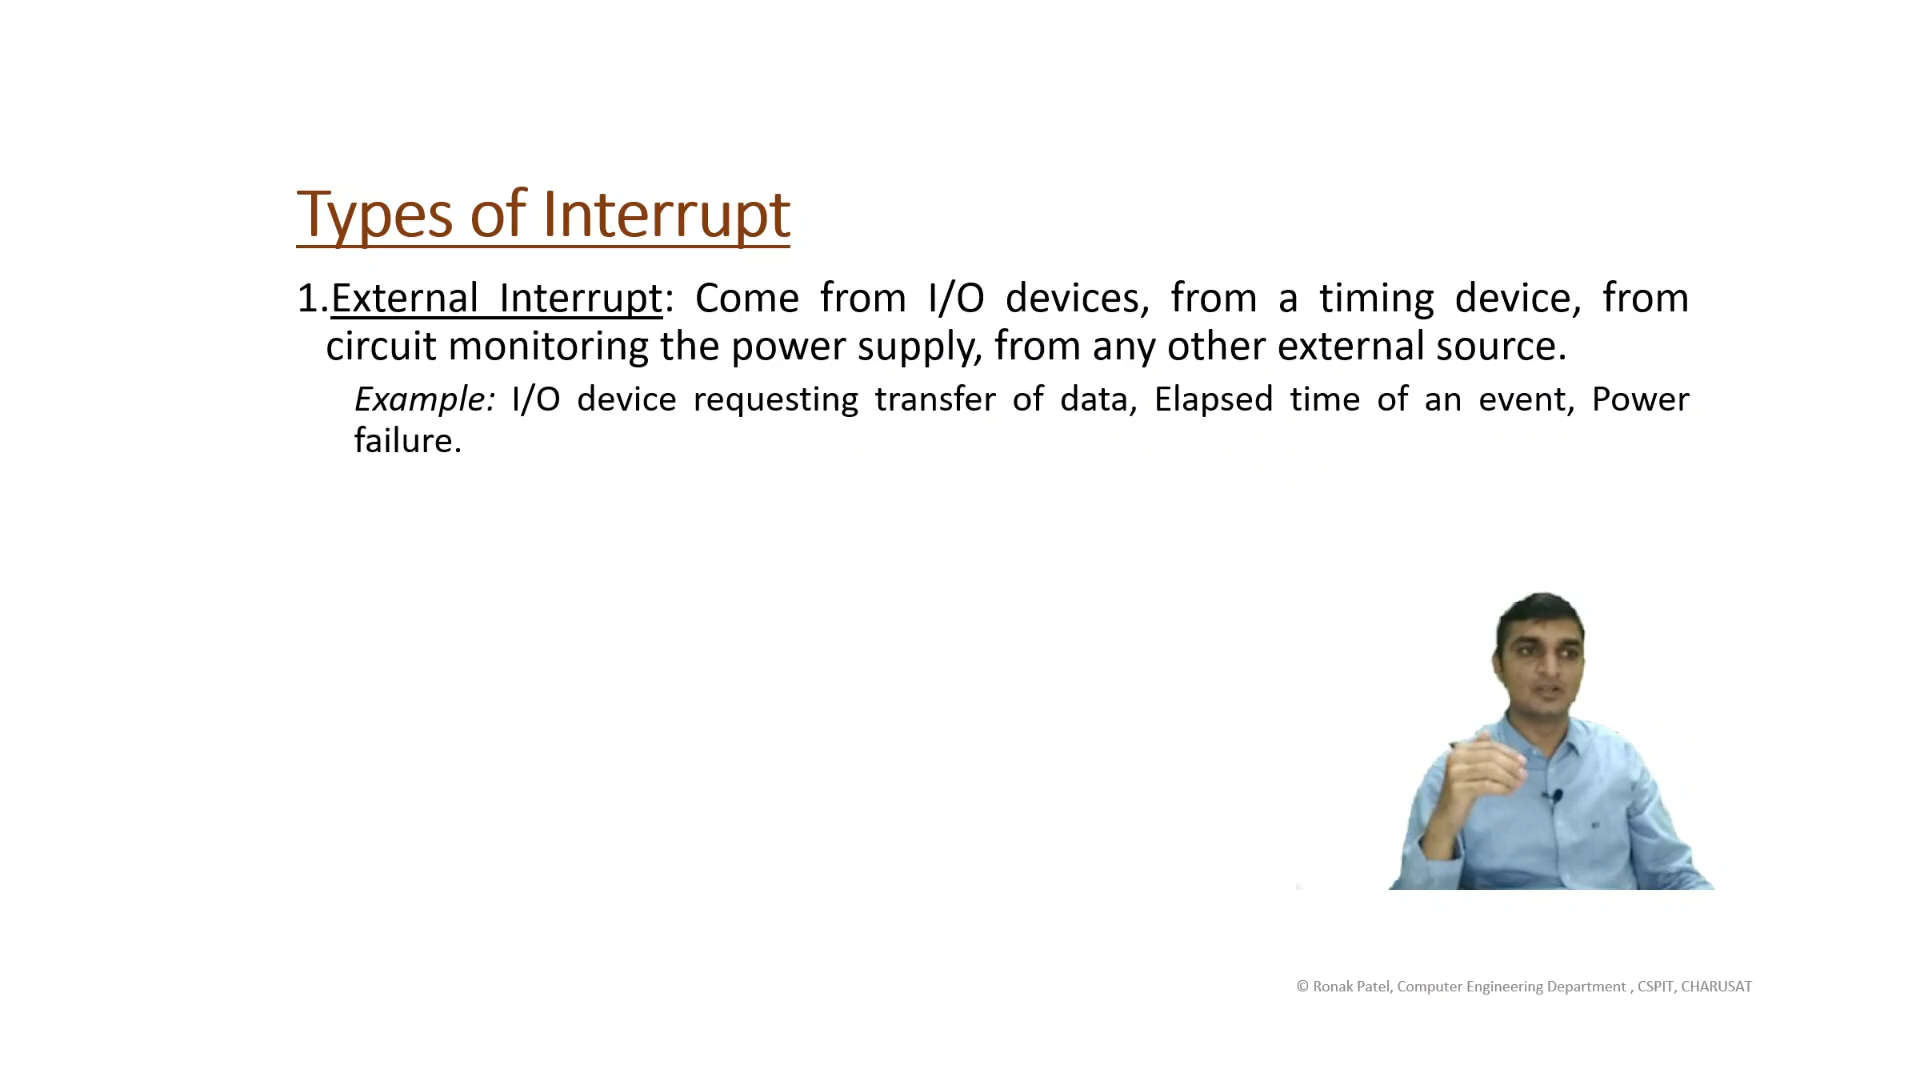 Types of Interrupt
1.External Interrupt: Come from I/O devices, from a timing device, from
circuit monitoring the power supply, from any other external source.
Example: I/O device requesting transfer of data, Elapsed time of an event, Power
failure.
© Ronak Patel, Computer Engineering Department , CSPIT, CHARUSAT